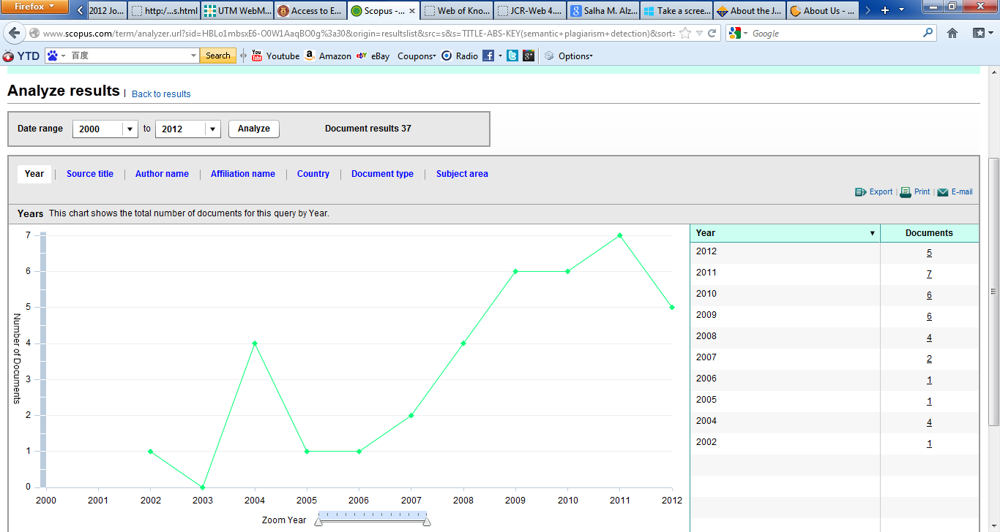 Firefox
2012 Jo... http:/...s.html UTM WebM... Access to E... Scopus -... Web of Kno... JCR-Web 4.... Salha M. Alz... Take a scree... About the J... About Us - ...
www.scopus.com/term/analyzer.url?sid=HBLo1mbsxE6-O0W1AaqBO0g%3a30&origin=resultslist&src=s&s=TITLE-ABS-KEY(semantic+plagiarism+detection)&sort= Google
YTD 百度 Search You Tube Youtube a Amazon ebY eBay Coupons Radio f g+ Options
Analyze results | Back to results
Date range 2000 to 2012 Analyze Document results 37
Year | Source title | Author name | Affiliation name | Country | Document type | Subject area
Export | Print | E-mail
Years This chart shows the total number of documents for this query by Year.
Number of Documents
7
6
5
4
3
2
1
0
2000 2001 2002 2003 2004 2005 2006 2007 2008 2009 2010 2011 2012
Zoom Year
Year Documents
2012 5
2011 7
2010 6
2009 6
2008 4
2007 2
2006 1
2005 1
2004 4
2002 1